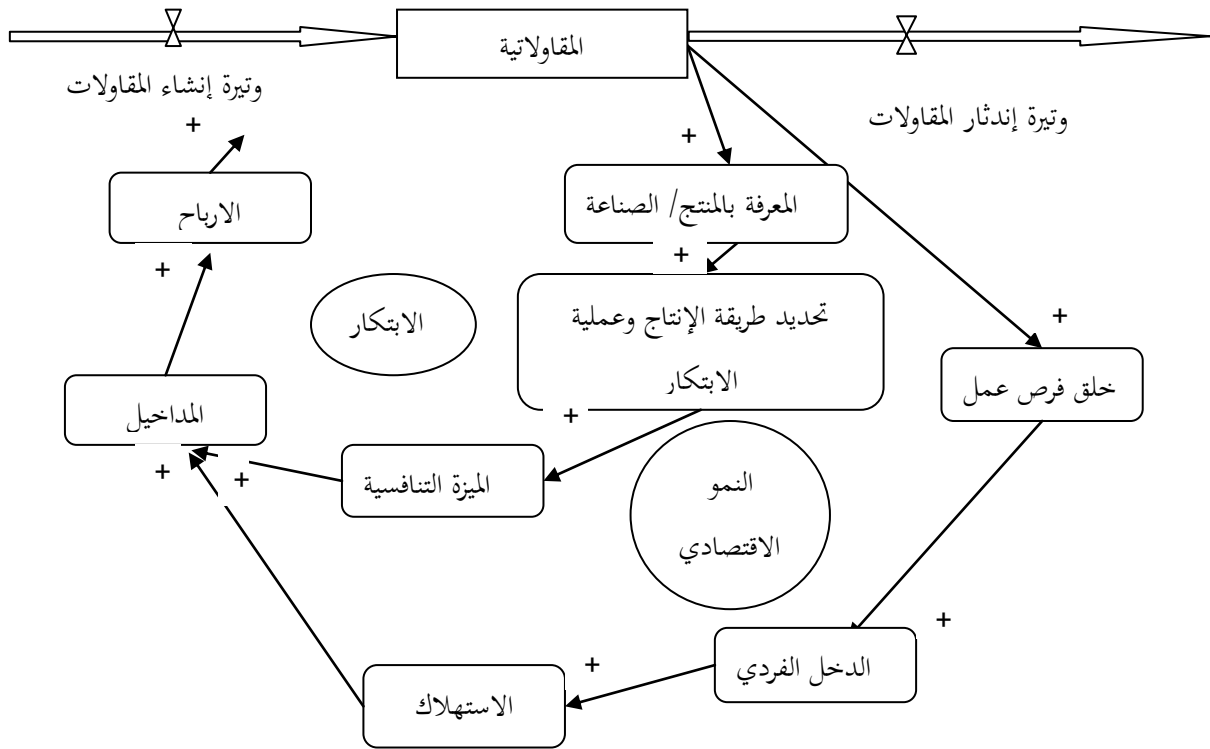 المقاولاتية
وتيرة إنشاء المقاولات
وتيرة إندثار المقاولات
+
+
المعرفة بالمنتج/ الصناعة
الارباح
+
+
تحديد طريقة الإنتاج وعملية
الابتكار
الابتكار
+
خلق فرص عمل
المداخيل
+
+
+
الميزة التنافسية
النمو
الاقتصادي
+
الدخل الفردي
+
الاستهلاك